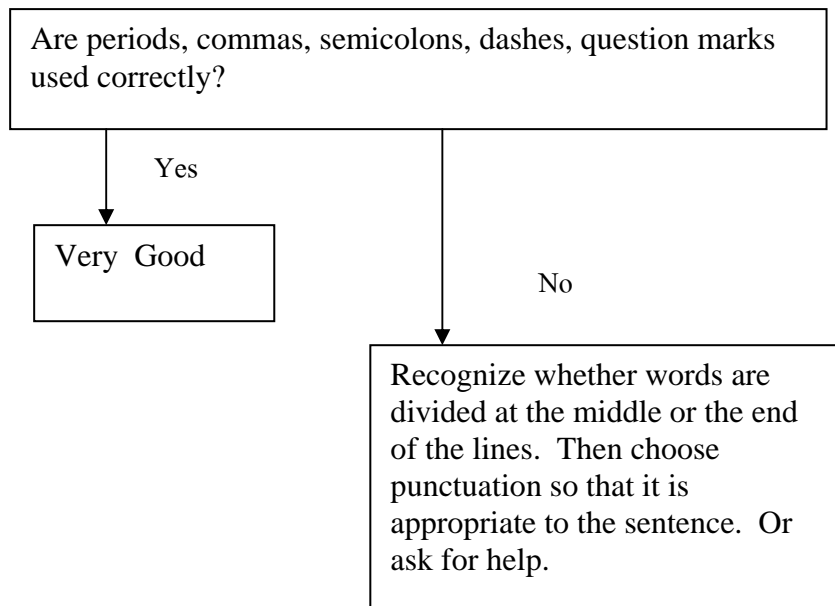 Are periods, commas, semicolons, dashes, question marks
used correctly?
Yes
Very  Good
No
Recognize whether words are
divided at the middle or the end
of the lines.  Then choose
punctuation so that it is
appropriate to the sentence.  Or
ask for help.